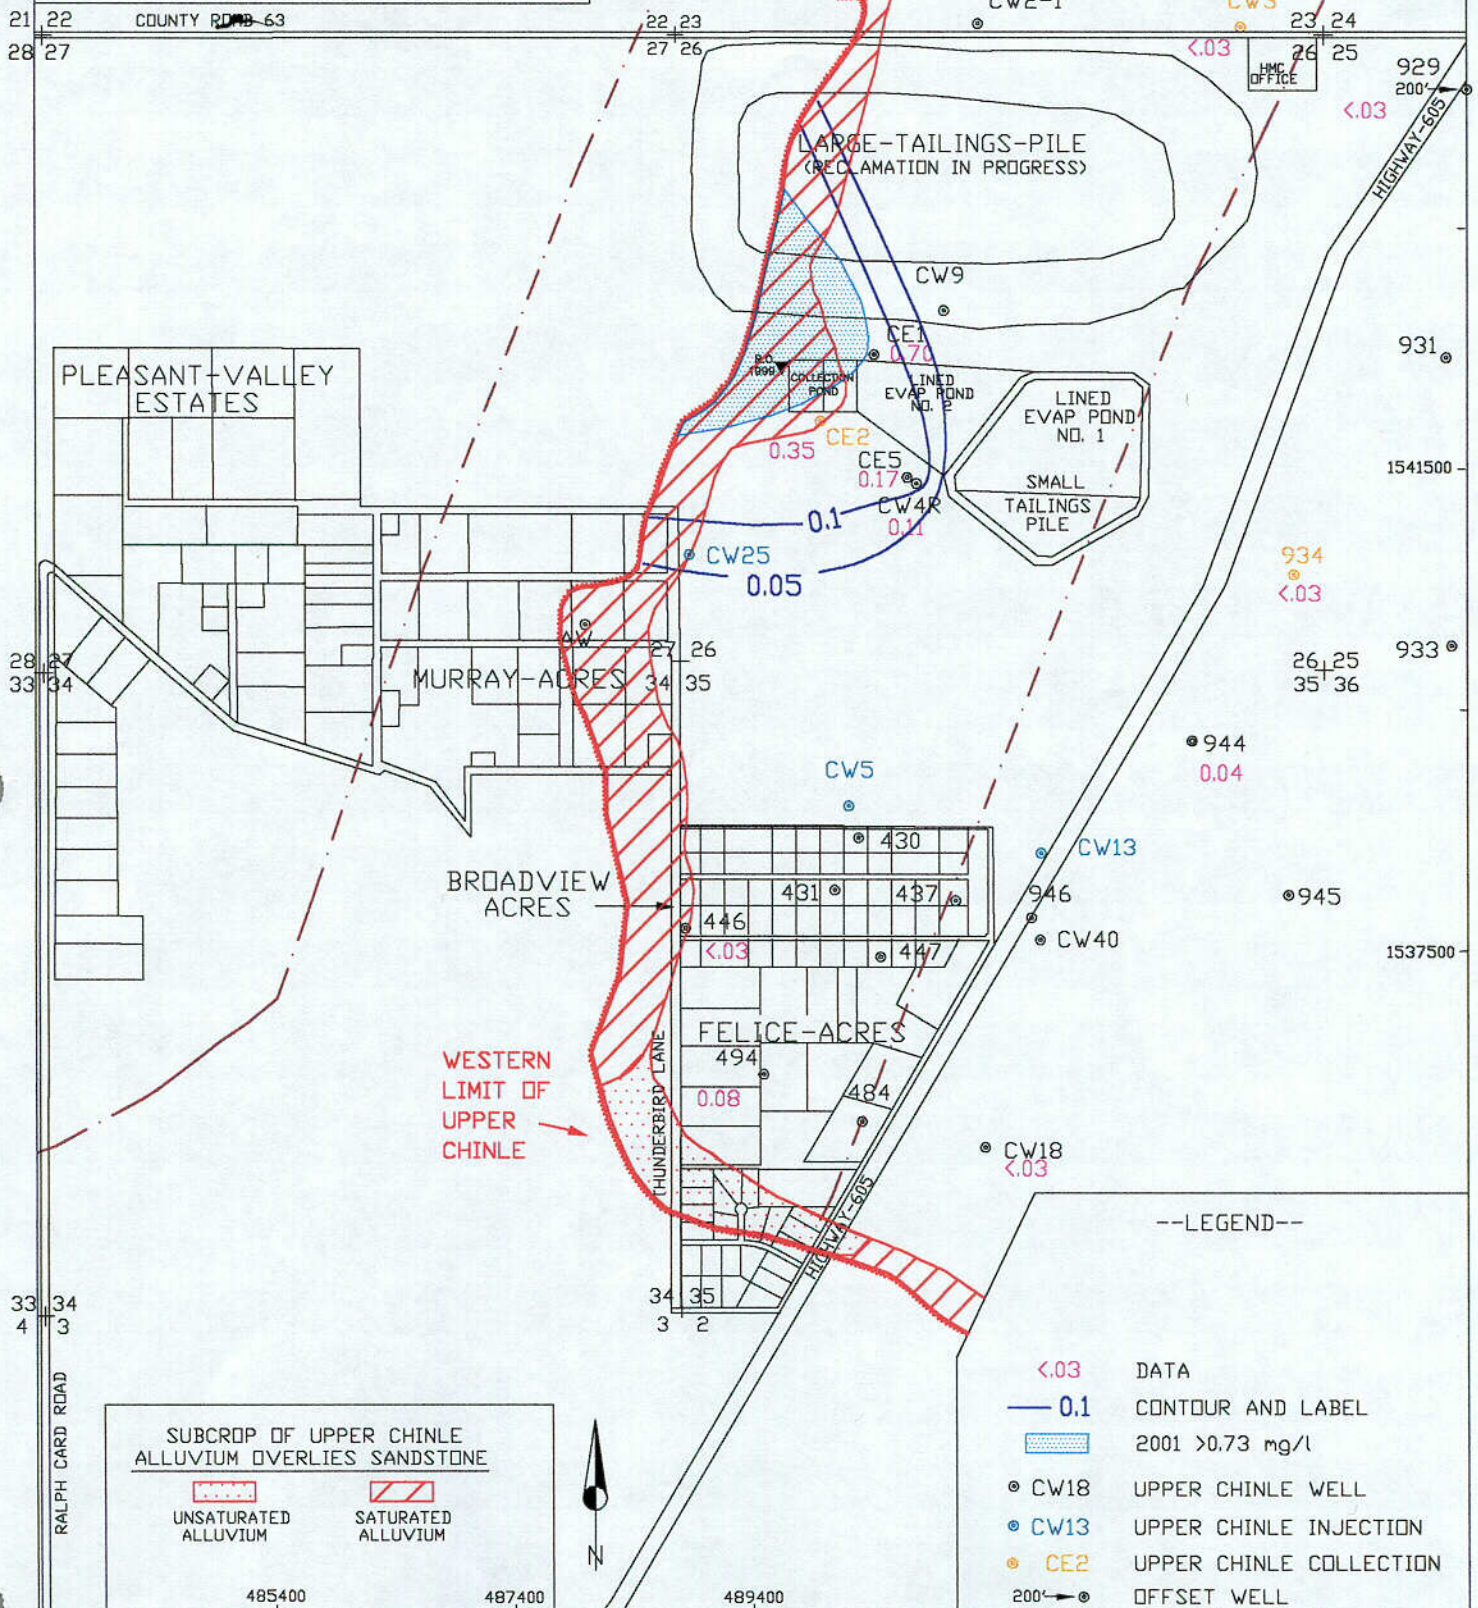 CW2-1
CW3
21 22
COUNTY ROAD 63
22 23
23 24
28 27
27 26
<.03
26 25
HMC
OFFICE
929
200'
<.03
HIGHWAY-605
LARGE-TAILINGS-PILE
(RECLAMATION IN PROGRESS)
CW9
CE1
0.70
931
R.O.
1999
COLLECTION
POND
LINED
EVAP POND
NO. 2
PLEASANT-VALLEY
ESTATES
LINED
EVAP POND
NO. 1
CE2
0.35
CE5
0.17
1541500
SMALL
TAILINGS
PILE
CW4R
0.11
0.1
CW25
0.05
934
<.03
AW
933
28 27
33 34
27 26
34 35
26 25
35 36
MURRAY-ACRES
944
0.04
CW5
430
CW13
BROADVIEW
ACRES
431
437
946
945
446
<.03
447
CW40
1537500
FELICE-ACRES
494
0.08
484
THUNDERBIRD LANE
WESTERN
LIMIT OF
UPPER
CHINLE
CW18
<.03
HIGHWAY-605
33 34
4 3
34 35
3 2
RALPH CARD ROAD
SUBCROP OF UPPER CHINLE
ALLUVIUM OVERLIES SANDSTONE
UNSATURATED
ALLUVIUM
SATURATED
ALLUVIUM
N
485400
487400
489400
--LEGEND--
<.03 DATA
0.1 CONTOUR AND LABEL
2001 >0.73 mg/l
CW18 UPPER CHINLE WELL
CW13 UPPER CHINLE INJECTION
CE2 UPPER CHINLE COLLECTION
200' OFFSET WELL